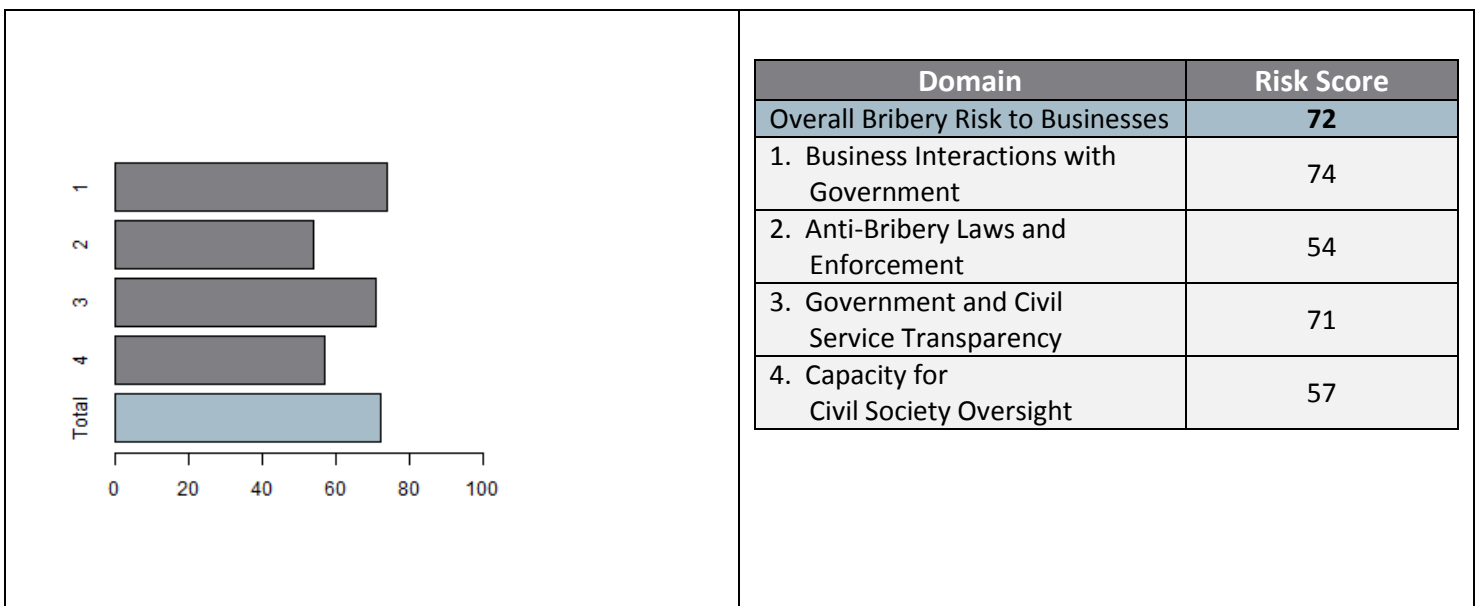 1
2
3
4
Total
0 20 40 60 80 100
Domain Risk Score
Overall Bribery Risk to Businesses 72
1. Business Interactions with
Government
74
2. Anti-Bribery Laws and
Enforcement
54
3. Government and Civil
Service Transparency
71
4. Capacity for
Civil Society Oversight
57